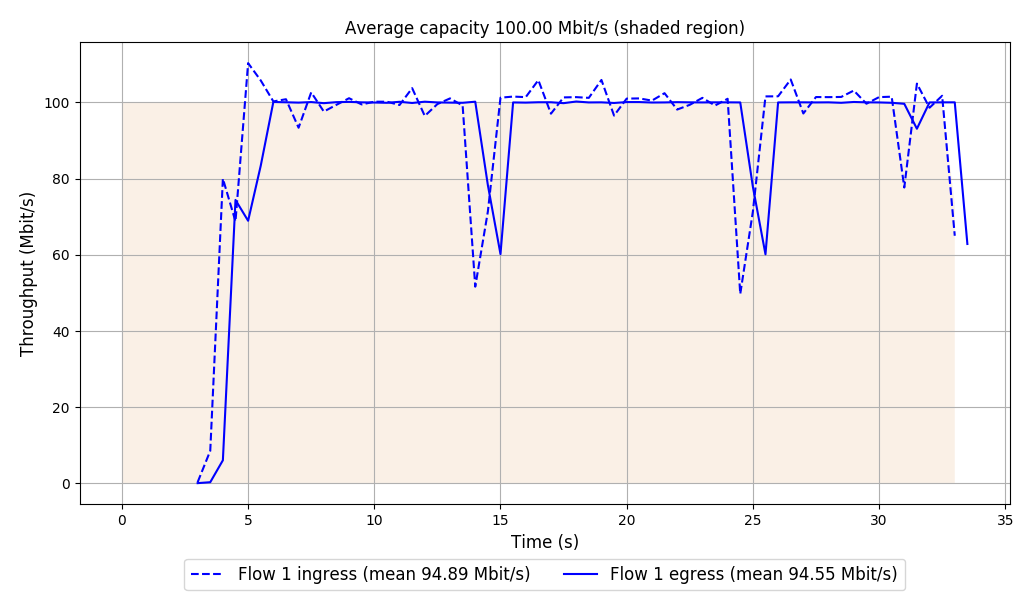 Average capacity 100.00 Mbit/s (shaded region)
Throughput (Mbit/s)
100
80
60
40
20
0
0 5 10 15 20 25 30 35
Time (s)
Flow 1 ingress (mean 94.89 Mbit/s) Flow 1 egress (mean 94.55 Mbit/s)